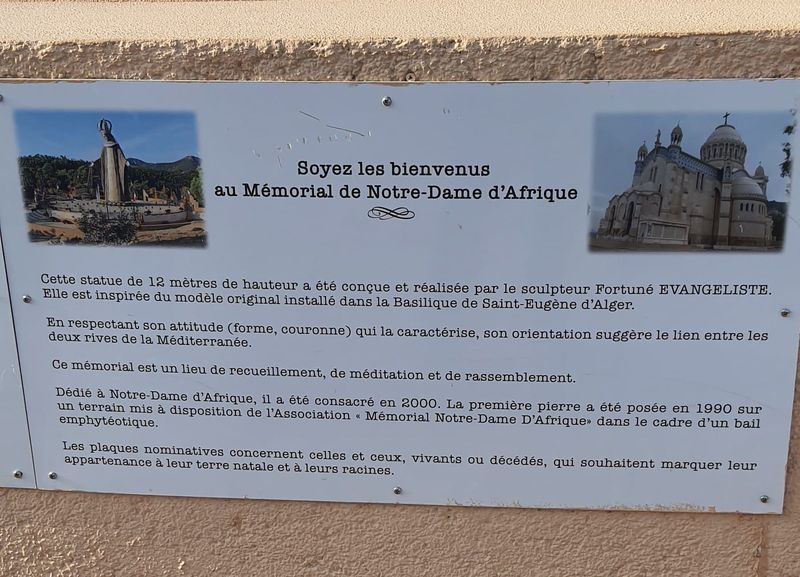 Soyez les bienvenus
au Mémorial de Notre-Dame d'Afrique
Cette statue de 12 mètres de hauteur a été conçue et réalisée par le sculpteur Fortuné EVANGELISTE.
Elle est inspirée du modèle original installé dans la Basilique de Saint-Eugène d'Alger.
En respectant son attitude (forme, couronne) qui la caractérise, son orientation suggère le lien entre les
deux rives de la Méditerranée.
Ce mémorial est un lieu de recueillement, de méditation et de rassemblement.
Dédié à Notre-Dame d'Afrique, il a été consacré en 2000. La première pierre a été posée en 1990 sur
un terrain mis à disposition de l'Association « Mémorial Notre-Dame D'Afrique» dans le cadre d'un bail
emphytéotique.
Les plaques nominatives concernent celles et ceux, vivants ou décédés, qui souhaitent marquer leur
appartenance à leur terre natale et à leurs racines.